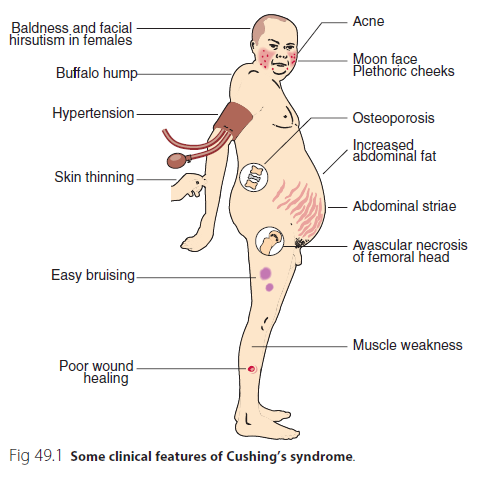 Baldness and facial
hirsutism in females
Buffalo hump
Hypertension
Skin thinning
Easy bruising
Poor wound
healing
Acne
Moon face
Plethoric cheeks
Osteoporosis
Increased
abdominal fat
Abdominal striae
Avascular necrosis
of femoral head
Muscle weakness
Fig 49.1 Some clinical features of Cushing's syndrome.